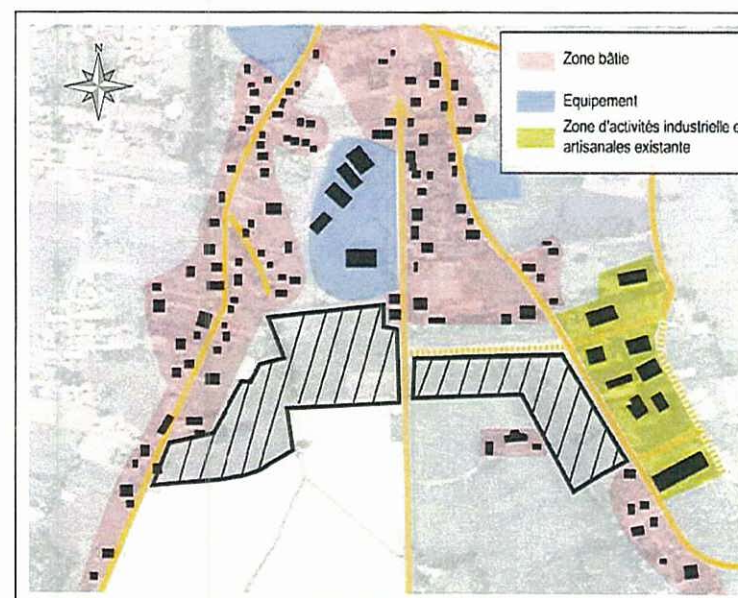 N
Zone bâtie
Equipement
Zone d'activités industrielle e
artisanales existante